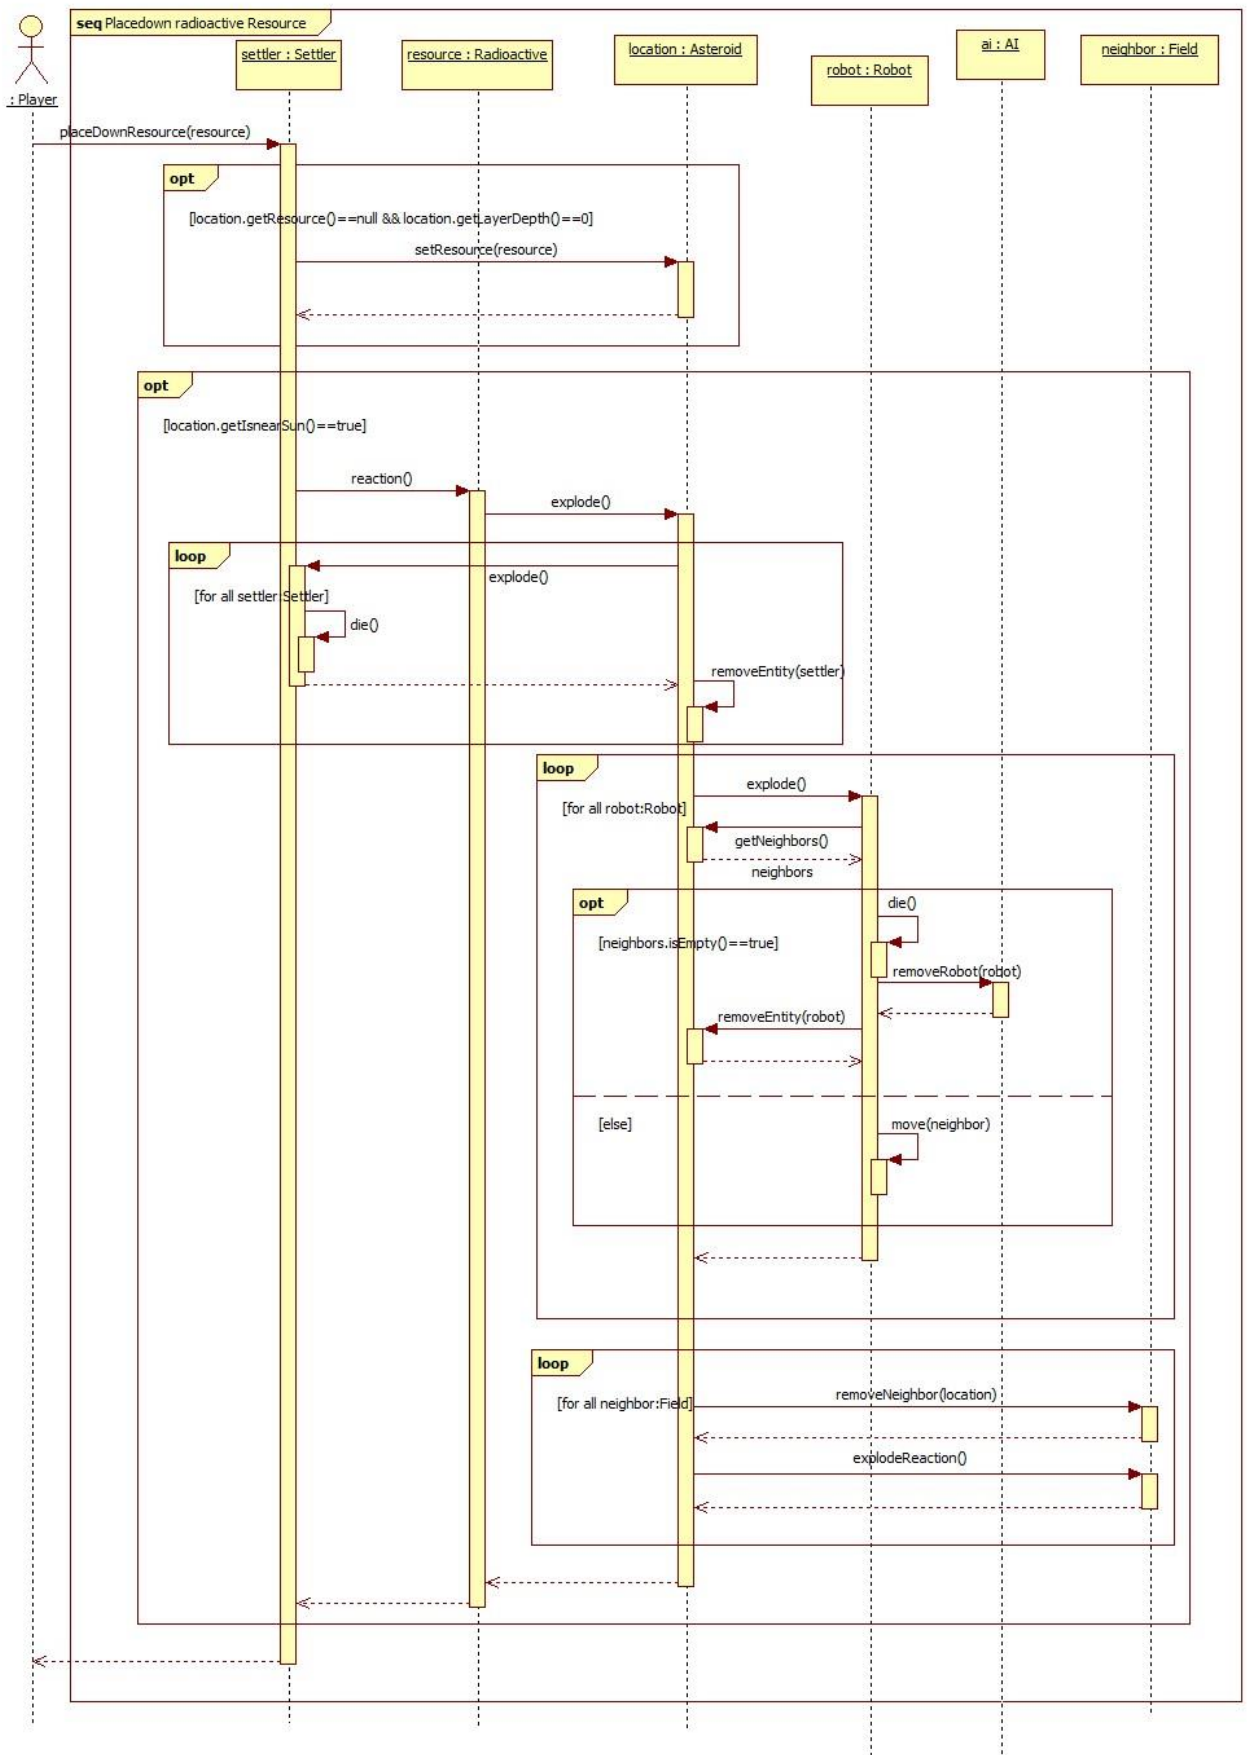 seq Placedown radioactive Resource
: Player
settler : Settler
resource : Radioactive
location : Asteroid
robot : Robot
ai : AI
neighbor : Field
placeDownResource(resource)
opt
[location.getResource()==null && location.getLayerDepth()==0]
setResource(resource)
opt
[location.getIsnearSun()==true]
reaction()
explode()
loop
explode()
[for all settler:Settler]
die()
removeEntity(settler)
loop
explode()
[for all robot:Robot]
getNeighbors()
neighbors
opt
die()
[neighbors.isEmpty()==true]
removeRobot(robot)
removeEntity(robot)
[else]
move(neighbor)
loop
removeNeighbor(location)
[for all neighbor:Field]
explodeReaction()